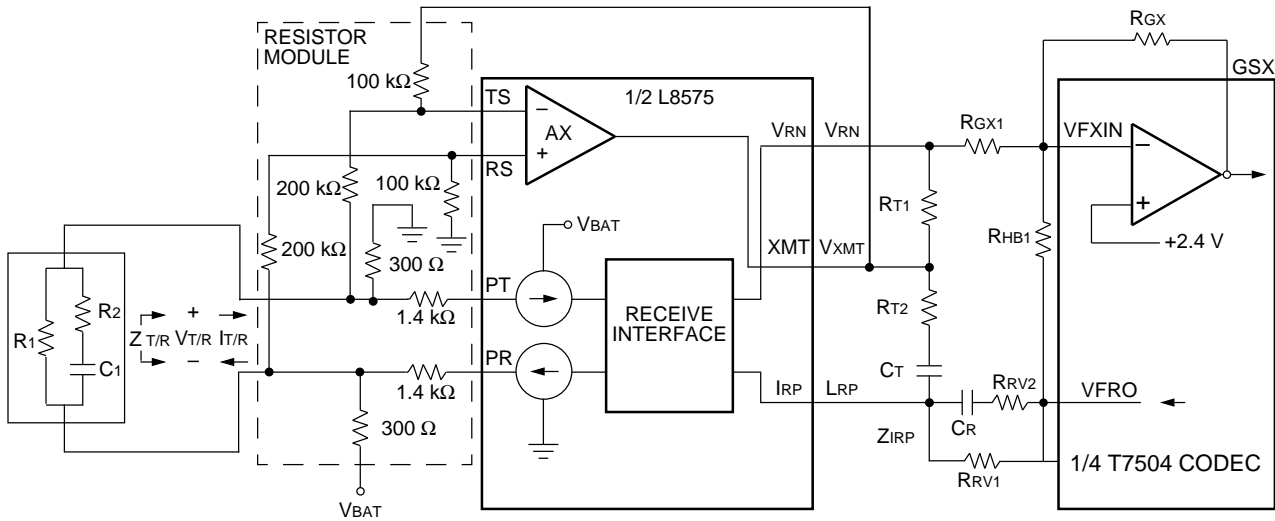 RGX
RESISTOR
MODULE
GSX
100 kΩ
TS
1/2 L8575
−
AX
VRN
VRN
RGX1
VFXIN
−
+
RS
100 kΩ
200 kΩ
RT1
VBAT
+
RHB1
+2.4 V
200 kΩ
300 Ω
XMT
VXMT
PT
R2
RT2
RECEIVE
INTERFACE
R1
Z T/R
+
VT/R
−
IT/R
1.4 kΩ
C1
PR
CT
RRV2
1.4 kΩ
IRP
LRP
VFRO
CR
300 Ω
ZIRP
RRV1
1/4 T7504 CODEC
VBAT